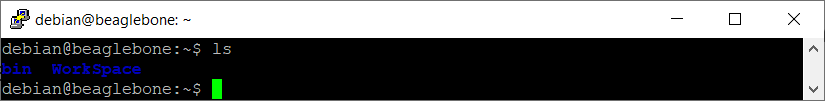 debian@beaglebone: ~
debian@beaglebone:~$ ls
bin  WorkSpace
debian@beaglebone:~$